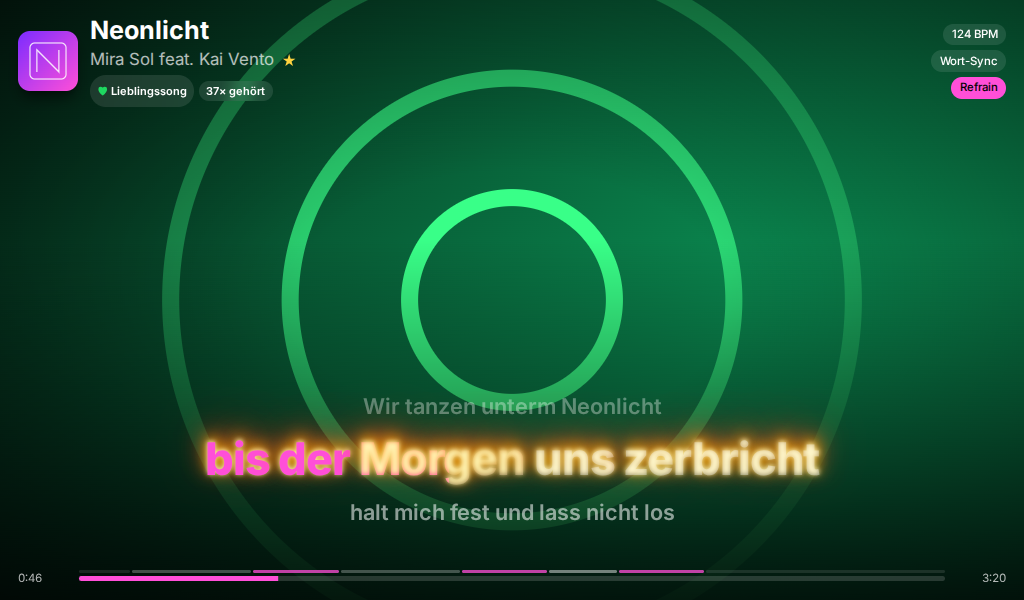 Neonlicht
Mira Sol feat. Kai Vento
Lieblingssong
37× gehört
124 BPM
Wort-Sync
Refrain
Wir tanzen unterm Neonlicht
bis der Morgen uns zerbricht
halt mich fest und lass nicht los
0:46
3:20